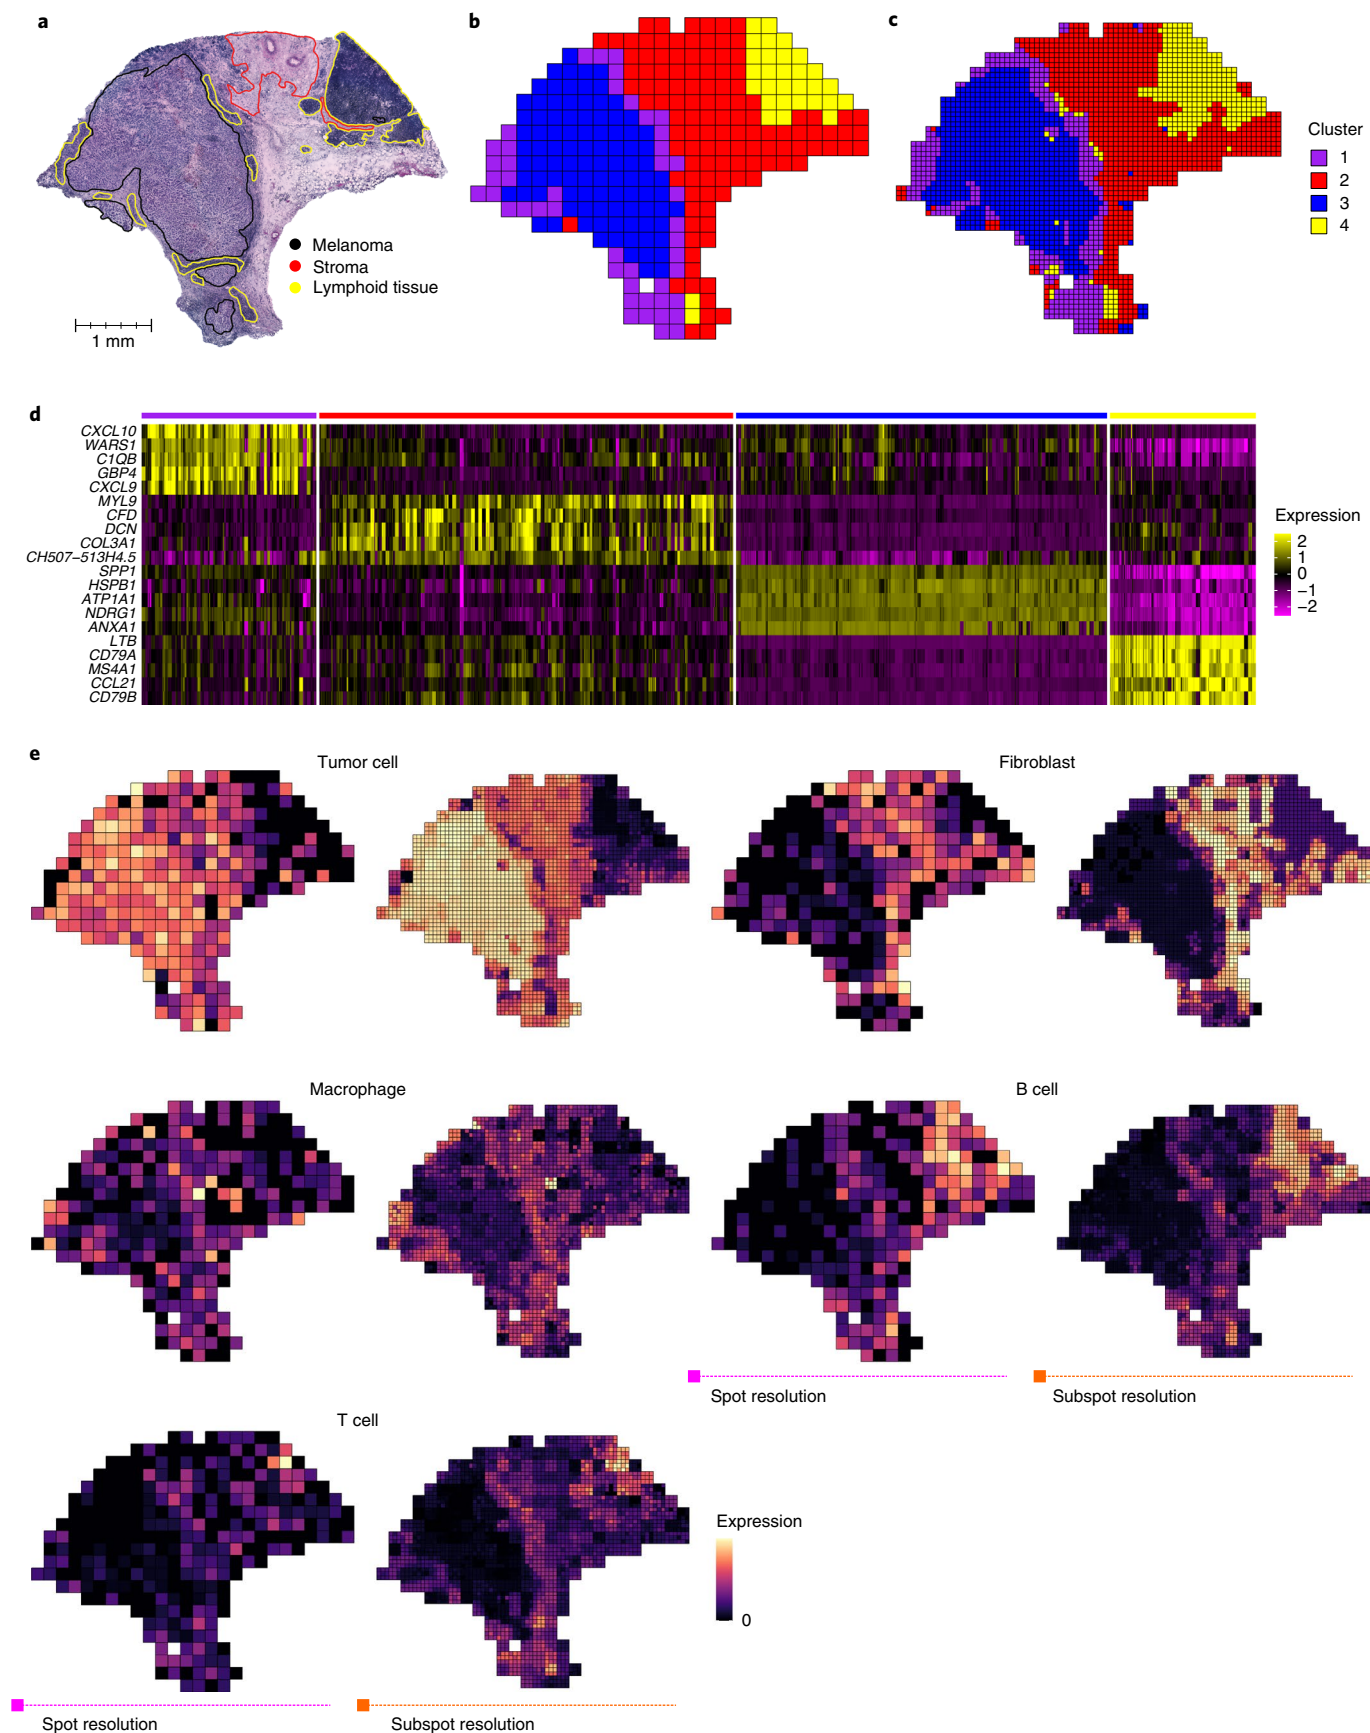 a
Melanoma
Stroma
Lymphoid tissue
1 mm
b
c
Cluster
1
2
3
4
d
CXCL10
WARS1
C1QB
GBP4
CXCL9
MYL9
CFD
DCN
COL3A1
CH507−513H4.5
SPP1
HSPB1
ATP1A1
NDRG1
ANXA1
LTB
CD79A
MS4A1
CCL21
CD79B
Expression
2
1
0
−1
−2
e
Tumor cell
Fibroblast
Macrophage
B cell
Spot resolution
Subspot resolution
T cell
Expression
0
Spot resolution
Subspot resolution